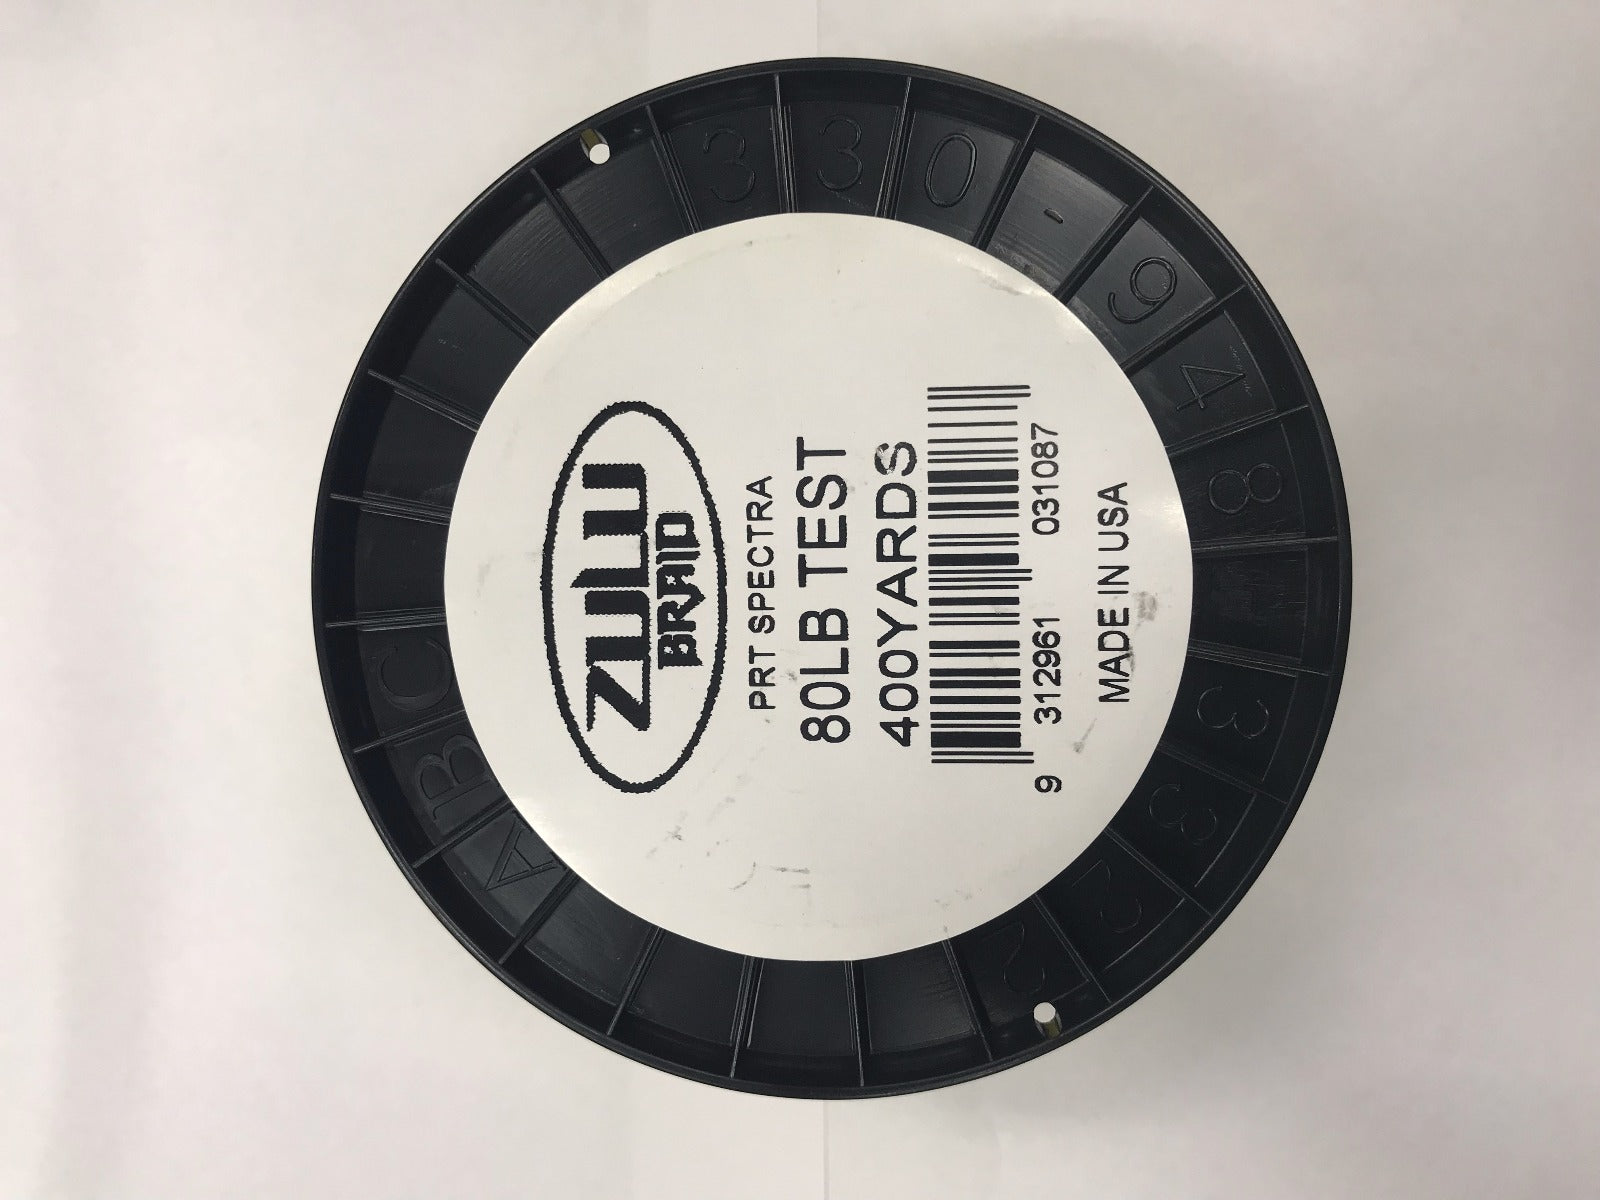 ZULU
BRAID
PRT SPECTRA
80LB TEST
400YARDS
9 312961 031087
MADE IN USA
330-948 3322
ABC